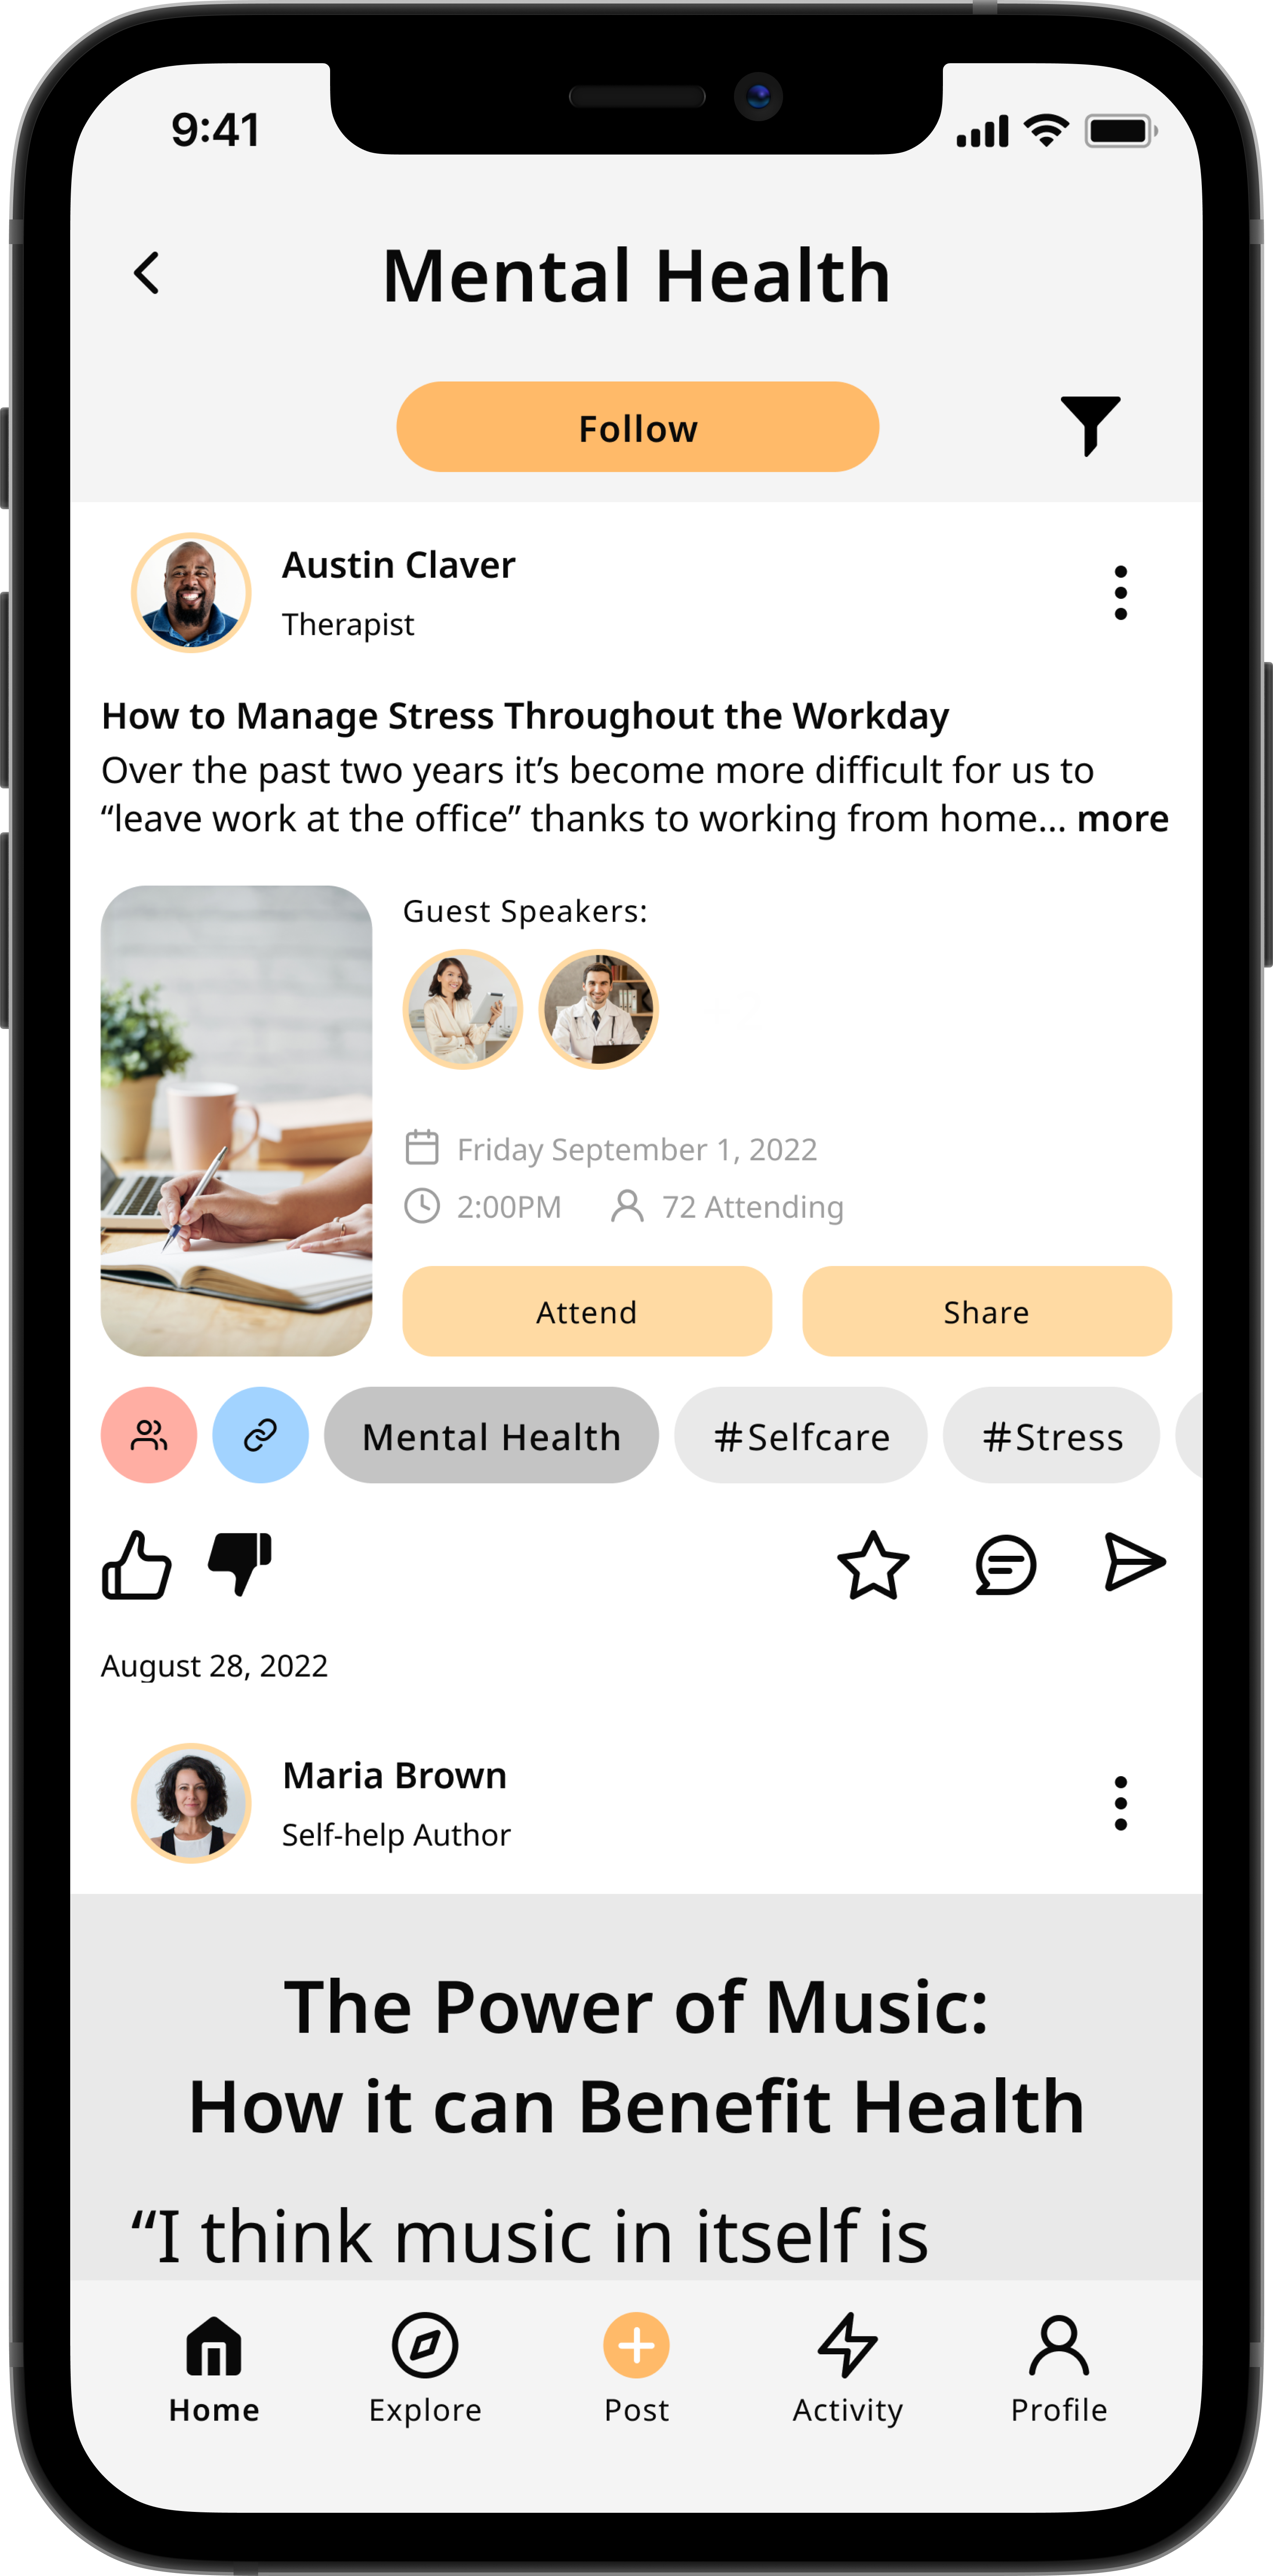 9:41
Mental Health
Follow
Austin Claver
Therapist
How to Manage Stress Throughout the Workday
Over the past two years it’s become more difficult for us to
“leave work at the office” thanks to working from home... more
Guest Speakers:
Friday September 1, 2022
2:00PM 72 Attending
Attend Share
Mental Health #Selfcare #Stress
August 28, 2022
Maria Brown
Self-help Author
The Power of Music:
How it can Benefit Health
“I think music in itself is
Home Explore Post Activity Profile